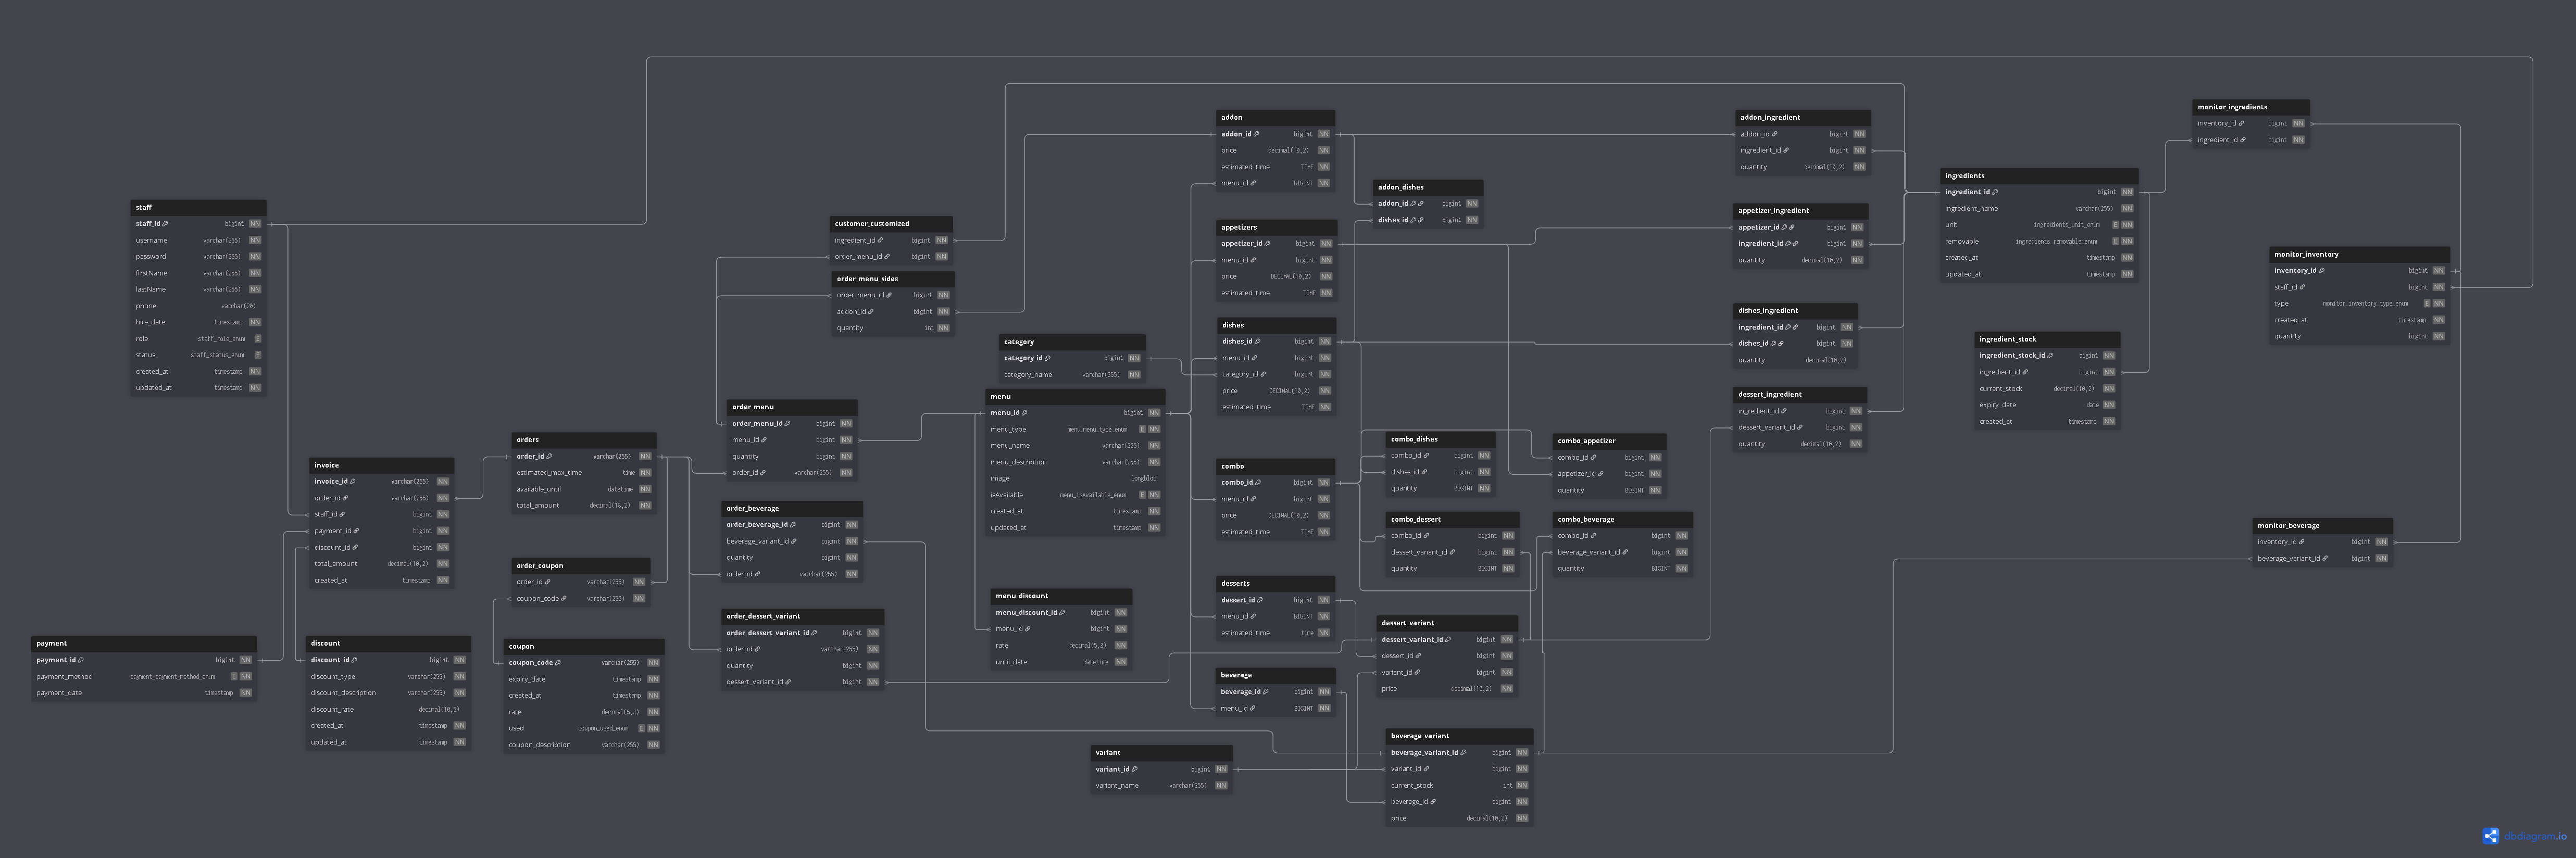 staff
staff_id bigint NN
username varchar(255) NN
password varchar(255) NN
firstName varchar(255) NN
lastName varchar(255) NN
phone varchar(20)
hire_date timestamp NN
role staff_role_enum E
status staff_status_enum E
created_at timestamp NN
updated_at timestamp NN
payment
payment_id bigint NN
payment_method payment_payment_method_enum E NN
payment_date timestamp NN
invoice
invoice_id varchar(255) NN
order_id varchar(255) NN
staff_id bigint NN
payment_id bigint NN
discount_id bigint NN
total_amount decimal(10,2) NN
created_at timestamp NN
discount
discount_id bigint NN
discount_type varchar(255) NN
discount_description varchar(255) NN
discount_rate decimal(10,5)
created_at timestamp NN
updated_at timestamp NN
orders
order_id varchar(255) NN
estimated_max_time time NN
available_until datetime NN
total_amount decimal(18,2) NN
order_coupon
order_id varchar(255) NN
coupon_code varchar(255) NN
coupon
coupon_code varchar(255) NN
expiry_date timestamp NN
created_at timestamp NN
rate decimal(5,3) NN
used coupon_used_enum E NN
coupon_description varchar(255) NN
customer_customized
ingredient_id bigint NN
order_menu_id bigint NN
order_menu_sides
order_menu_id bigint NN
addon_id bigint NN
quantity int NN
order_menu
order_menu_id bigint NN
menu_id bigint NN
quantity bigint NN
order_id varchar(255) NN
order_beverage
order_beverage_id bigint NN
beverage_variant_id bigint NN
quantity bigint NN
order_id varchar(255) NN
order_dessert_variant
order_dessert_variant_id bigint NN
order_id varchar(255) NN
quantity bigint NN
dessert_variant_id bigint NN
category
category_id bigint NN
category_name varchar(255) NN
menu
menu_id bigint NN
menu_type menu_menu_type_enum E NN
menu_name varchar(255) NN
menu_description varchar(255) NN
image longblob
isAvailable menu_isAvailable_enum E NN
created_at timestamp NN
updated_at timestamp NN
menu_discount
menu_discount_id bigint NN
menu_id bigint NN
rate decimal(5,3) NN
until_date datetime NN
variant
variant_id bigint NN
variant_name varchar(255) NN
addon
addon_id bigint NN
price decimal(10,2) NN
estimated_time TIME NN
menu_id BIGINT NN
appetizers
appetizer_id bigint NN
menu_id bigint NN
price DECIMAL(10,2) NN
estimated_time TIME NN
dishes
dishes_id bigint NN
menu_id bigint NN
category_id bigint NN
price DECIMAL(10,2) NN
estimated_time TIME NN
combo
combo_id bigint NN
menu_id bigint NN
price DECIMAL(10,2) NN
estimated_time TIME NN
desserts
dessert_id bigint NN
menu_id BIGINT NN
estimated_time time NN
beverage
beverage_id bigint NN
menu_id BIGINT NN
addon_dishes
addon_id bigint NN
dishes_id bigint NN
combo_dishes
combo_id bigint NN
dishes_id bigint NN
quantity BIGINT NN
combo_appetizer
combo_id bigint NN
appetizer_id bigint NN
quantity BIGINT NN
combo_dessert
combo_id bigint NN
dessert_variant_id bigint NN
quantity BIGINT NN
combo_beverage
combo_id bigint NN
beverage_variant_id bigint NN
quantity BIGINT NN
dessert_variant
dessert_variant_id bigint NN
dessert_id bigint NN
variant_id bigint NN
price decimal(10,2) NN
beverage_variant
beverage_variant_id bigint NN
variant_id bigint NN
current_stock int NN
beverage_id bigint NN
price decimal(10,2) NN
addon_ingredient
addon_id bigint NN
ingredient_id bigint NN
quantity decimal(10,2) NN
appetizer_ingredient
appetizer_id bigint NN
ingredient_id bigint NN
quantity decimal(10,2) NN
dishes_ingredient
ingredient_id bigint NN
dishes_id bigint NN
quantity decimal(10,2)
dessert_ingredient
ingredient_id bigint NN
dessert_variant_id bigint NN
quantity decimal(10,2) NN
ingredients
ingredient_id bigint NN
ingredient_name varchar(255) NN
unit ingredients_unit_enum E NN
removable ingredients_removable_enum E NN
created_at timestamp NN
updated_at timestamp NN
ingredient_stock
ingredient_stock_id bigint NN
ingredient_id bigint NN
current_stock decimal(10,2) NN
expiry_date date NN
created_at timestamp NN
monitor_ingredients
inventory_id bigint NN
ingredient_id bigint NN
monitor_inventory
inventory_id bigint NN
staff_id bigint NN
type monitor_inventory_type_enum E NN
created_at timestamp NN
quantity bigint NN
monitor_beverage
inventory_id bigint NN
beverage_variant_id bigint NN
dbdiagram.io